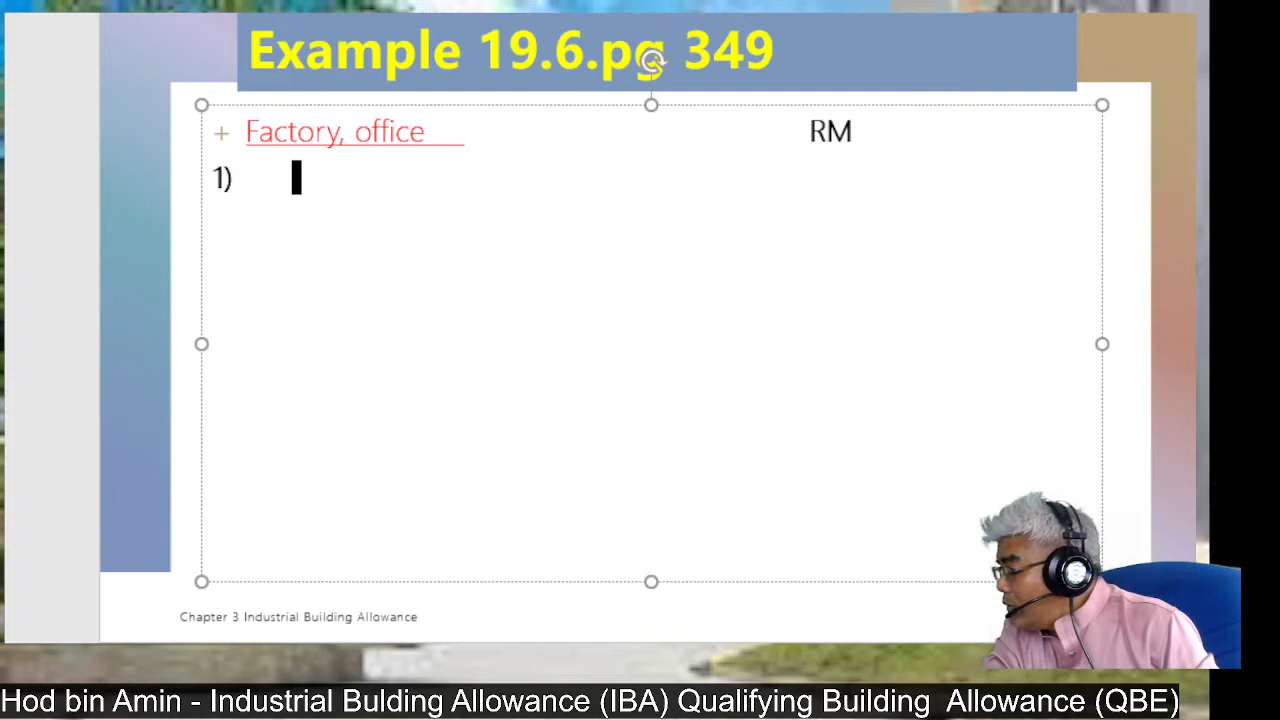 Example 19.6.pg 349
+ Factory, office RM
1)
Chapter 3 Industrial Building Allowance
Hod bin Amin - Industrial Bulding Allowance (IBA) Qualifying Building Allowance (QBE)